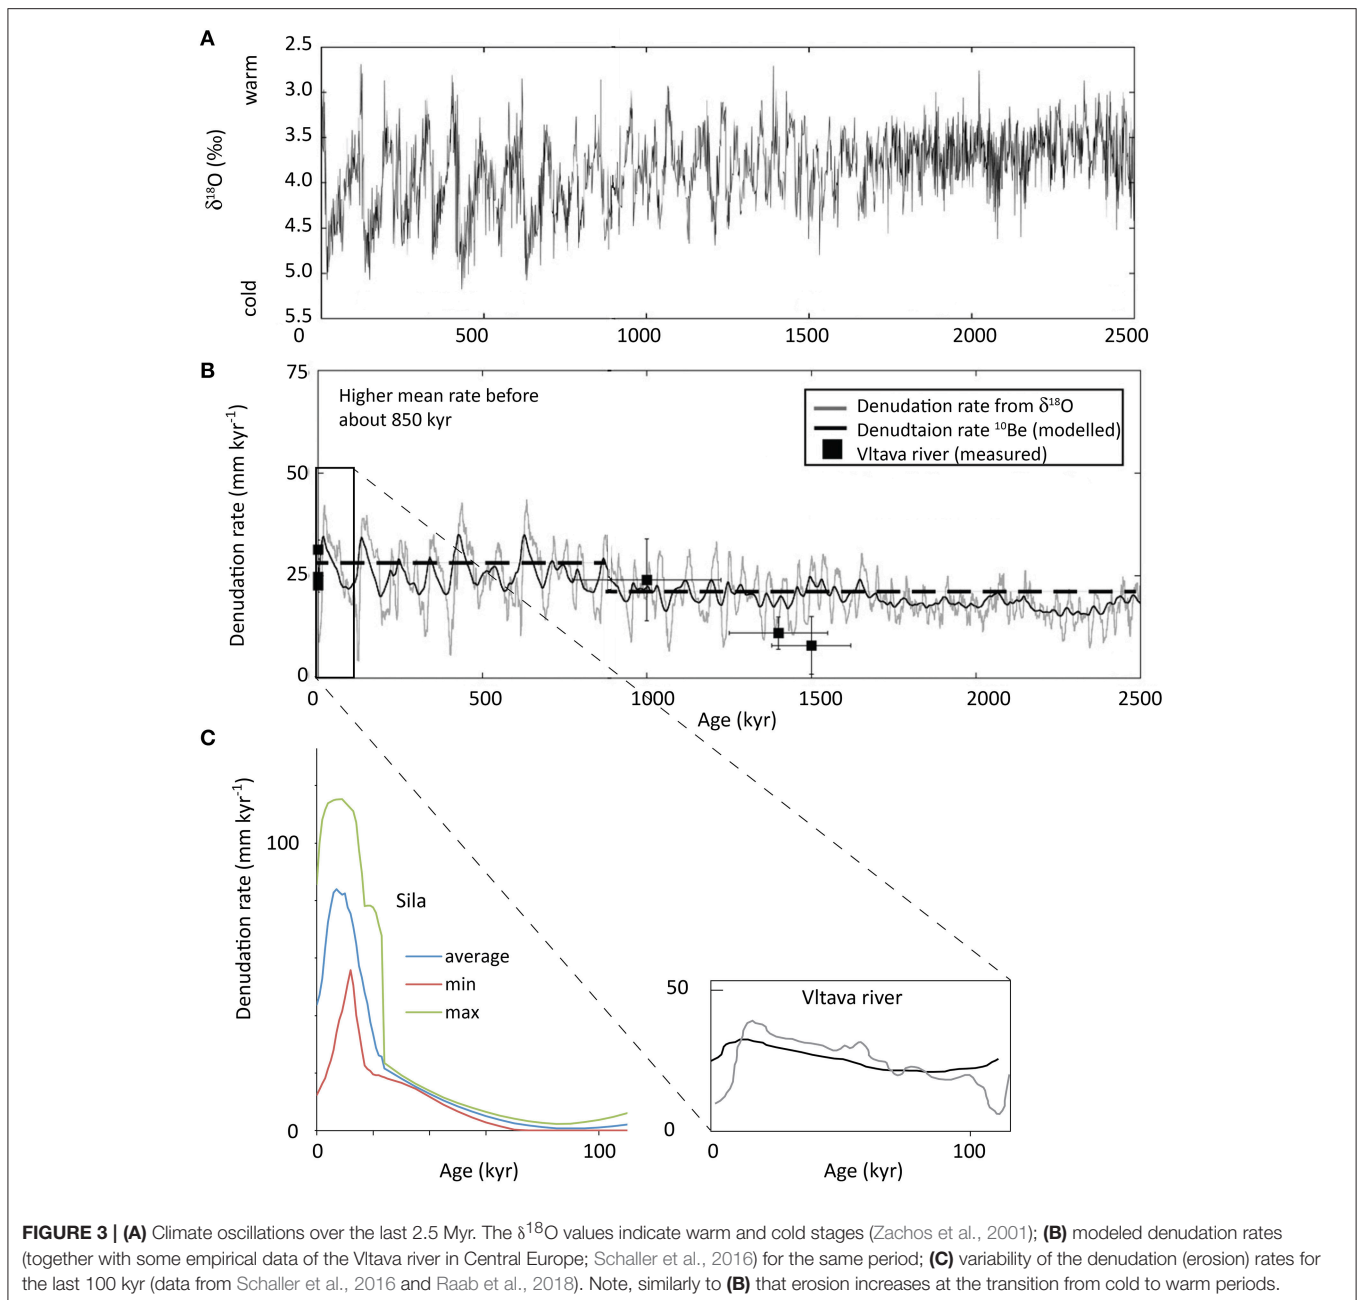 A
2.5
warm
3.0
3.5
δ18O (‰)
4.0
4.5
5.0
cold
5.5
0 500 1000 1500 2000 2500
B
75
Higher mean rate before
about 850 kyr
Denudation rate from δ18O
Denudtaion rate 10Be (modelled)
Vltava river (measured)
Denudation rate (mm kyr-1)
50
25
0
0 500 1000 1500 2000 2500
Age (kyr)
C
Denudation rate (mm kyr-1)
100
Sila
average
min
max
0
0 100
Age (kyr)
50
Vltava river
0
0 100
Age (kyr)
FIGURE 3 | (A) Climate oscillations over the last 2.5 Myr. The δ18O values indicate warm and cold stages (Zachos et al., 2001); (B) modeled denudation rates
(together with some empirical data of the Vltava river in Central Europe; Schaller et al., 2016) for the same period; (C) variability of the denudation (erosion) rates for
the last 100 kyr (data from Schaller et al., 2016 and Raab et al., 2018). Note, similarly to (B) that erosion increases at the transition from cold to warm periods.